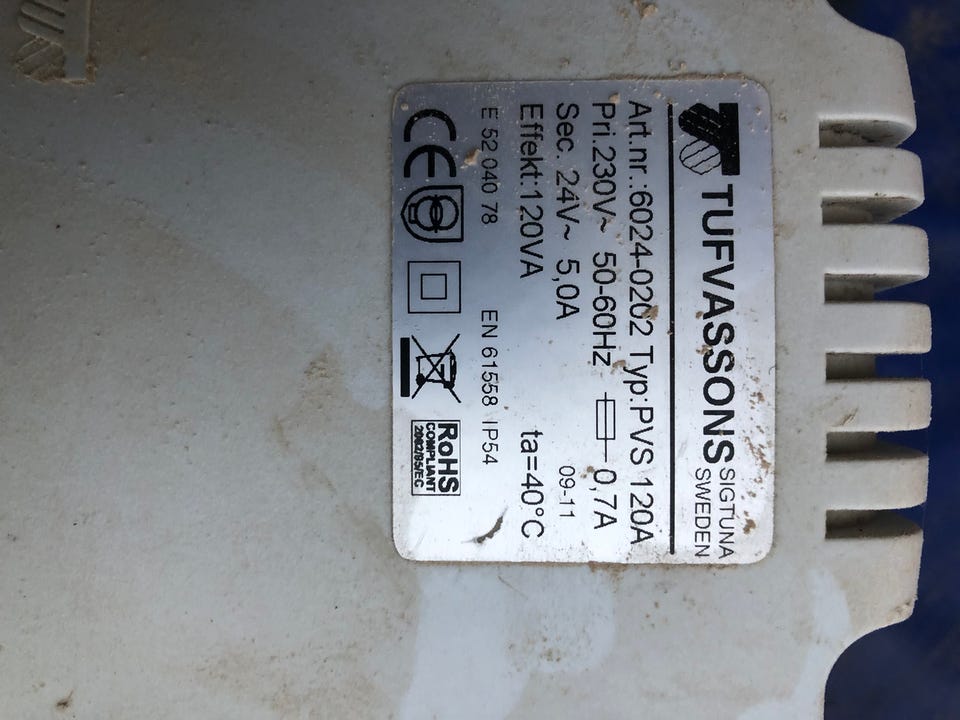 TUFVASSONS SIGTUNA SWEDEN
Art.nr.:6024-0202 Typ:PVS 120A
Pri.230V~ 50-60Hz 0,7A
Sec. 24V~ 5,0A 09-11
Effekt:120VA ta=40°C
E 52 040 78 EN 61558 IP54
CE RoHS
COMPLIANT
2002/95/EC